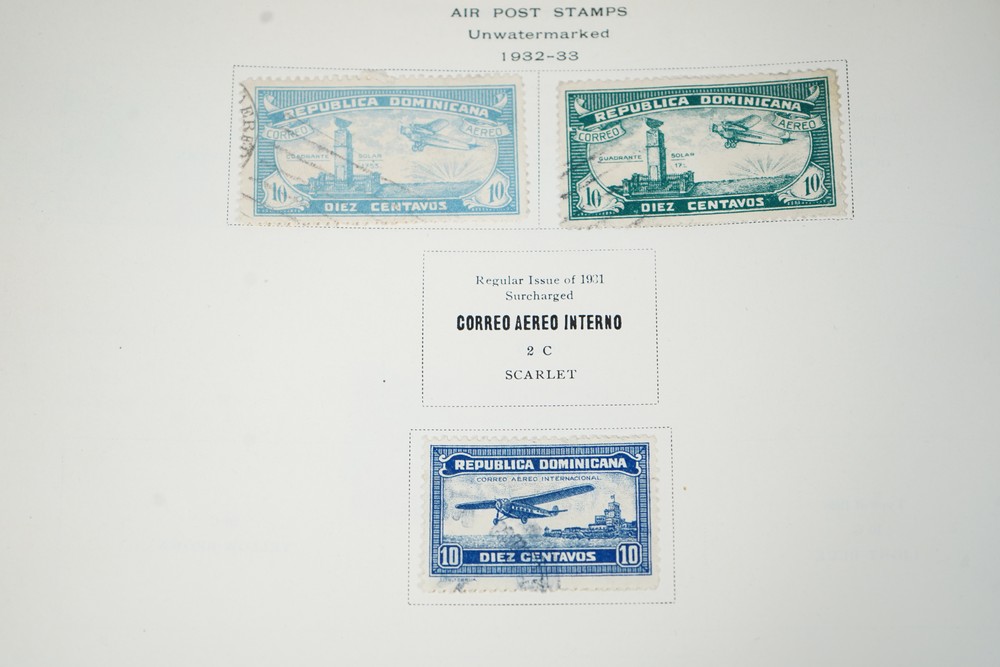 AIR POST STAMPS
Unwatermarked
1932-33
REPUBLICA DOMINICANA
CORREO AEREO
CUADRANTE SOLAR
10 10
DIEZ CENTAVOS
REPUBLICA DOMINICANA
CORREO AEREO
CUADRANTE SOLAR
10 10
DIEZ CENTAVOS
Regular Issue of 1931
Surcharged
CORREO AEREO INTERNO
2 C
SCARLET
REPUBLICA DOMINICANA
CORREO AEREO INTERNACIONAL
10 DIEZ CENTAVOS 10